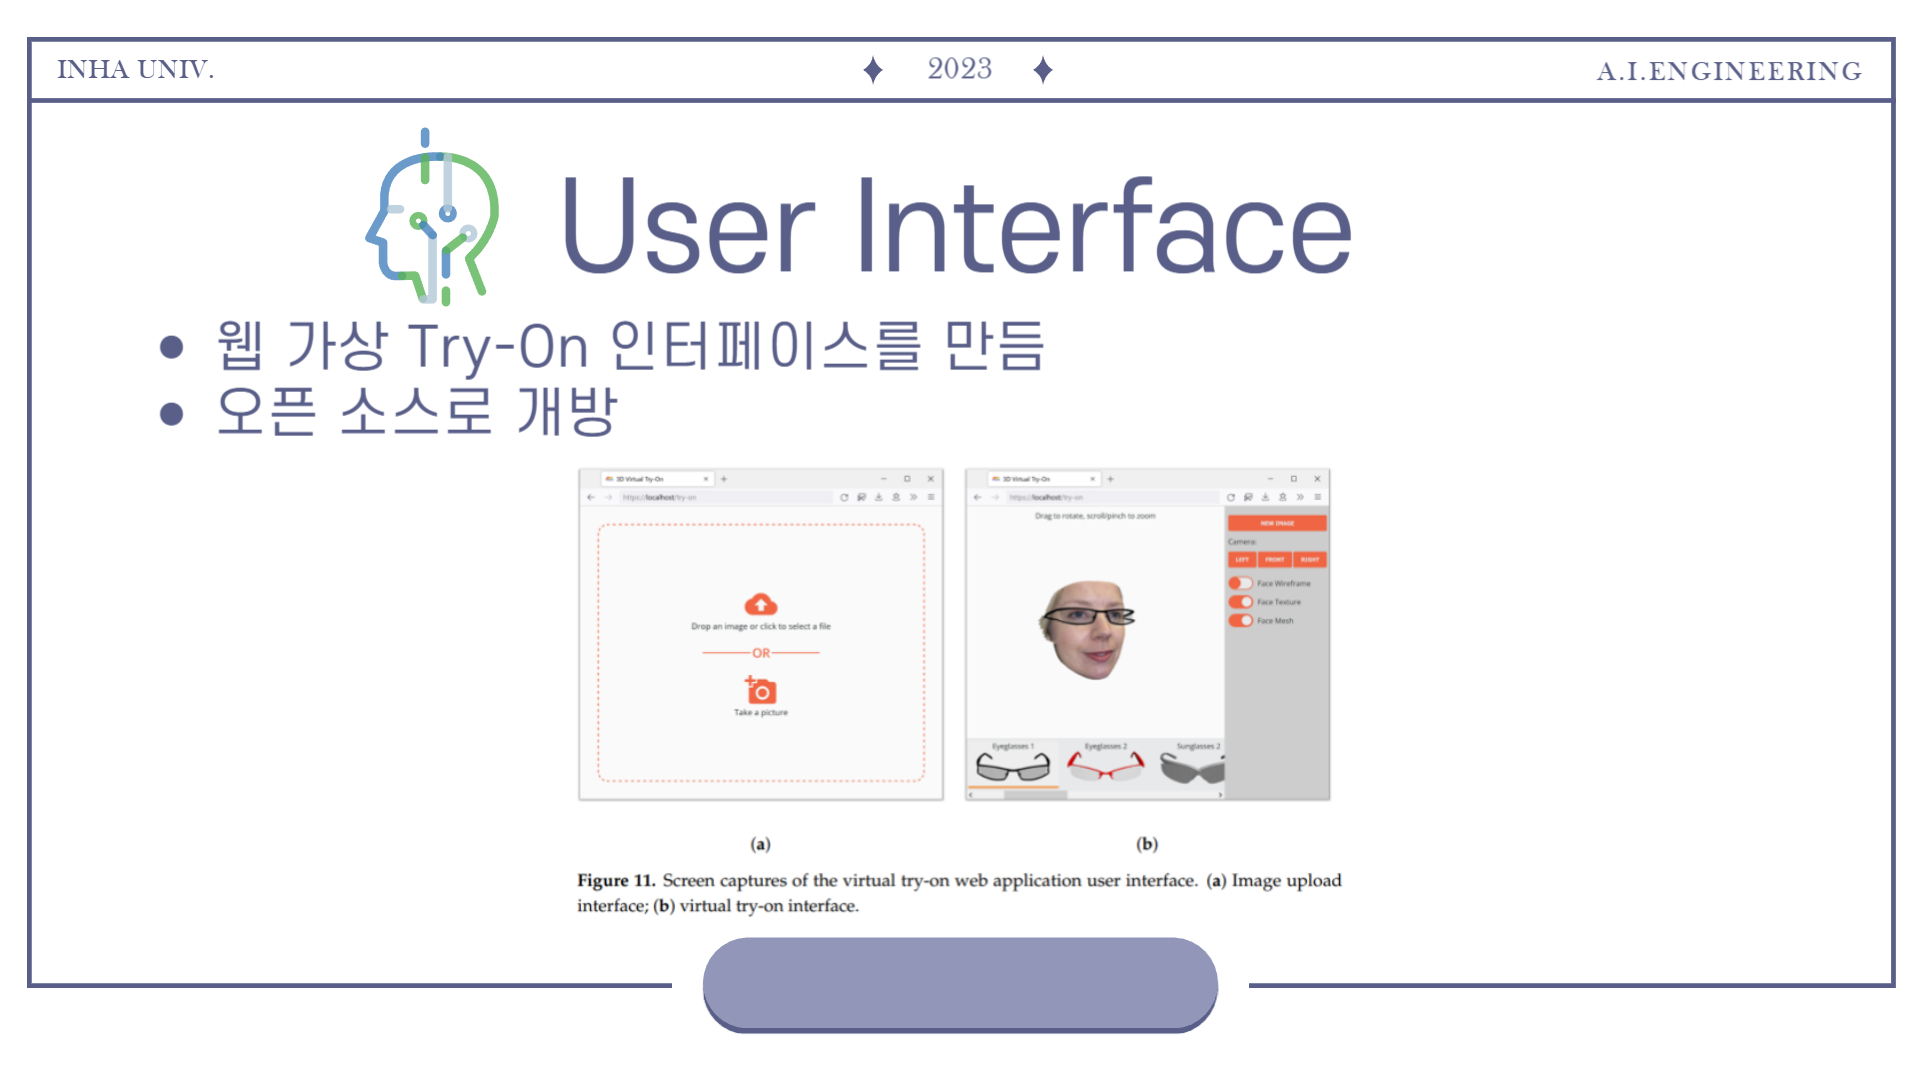 INHA UNIV.
2023
A.I.ENGINEERING
User Interface
● 웹 가상 Try-On 인터페이스를 만듬
● 오픈 소스로 개방
3D Virtual Try-On
https://localhost/try-on
Drop an image or click to select a file
OR
Take a picture
3D Virtual Try-On
https://localhost/try-on
Drag to rotate, scroll/pinch to zoom
NEW IMAGE
Camera:
LEFT FRONT RIGHT
Face Wireframe
Face Texture
Face Mesh
Eyeglasses 1 Eyeglasses 2 Sunglasses 2
(a) (b)
Figure 11. Screen captures of the virtual try-on web application user interface. (a) Image upload
interface; (b) virtual try-on interface.